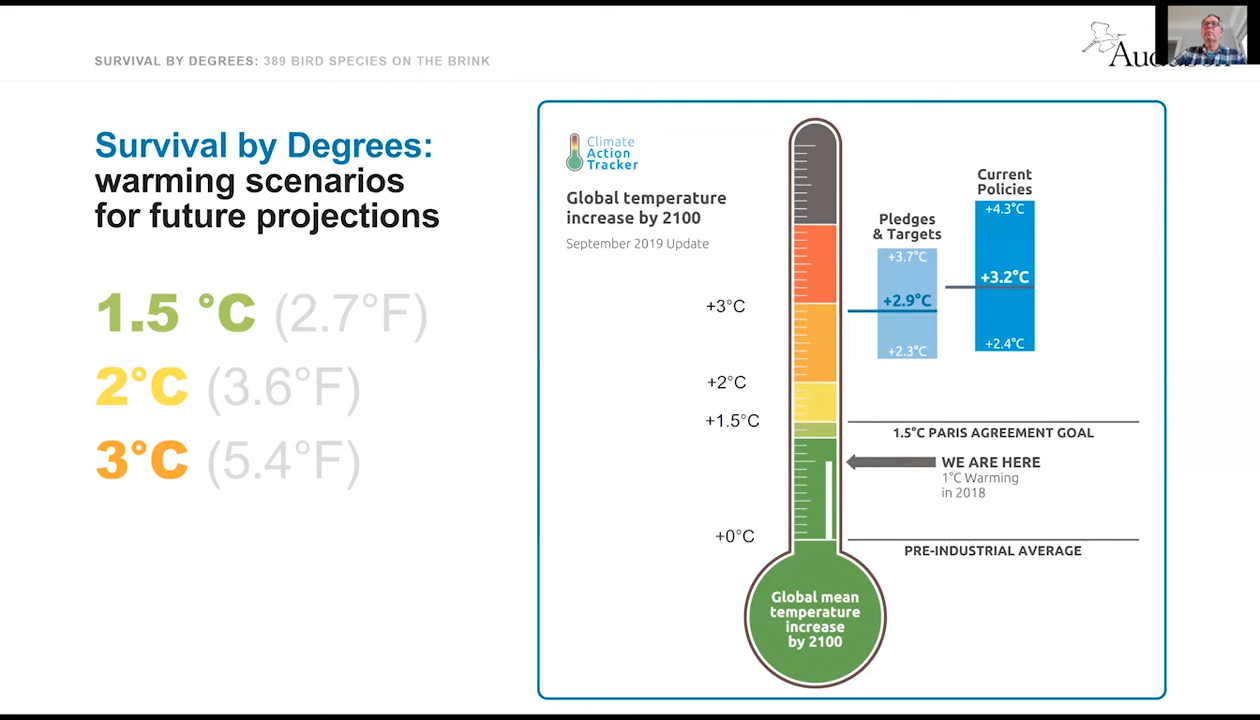 SURVIVAL BY DEGREES: 389 BIRD SPECIES ON THE BRINK
Survival by Degrees:
warming scenarios
for future projections
1.5 °C (2.7°F)
2°C (3.6°F)
3°C (5.4°F)
Climate
Action
Tracker
Global temperature
increase by 2100
September 2019 Update
+3°C
+2°C
+1.5°C
+0°C
Pledges
& Targets
+3.7°C
+2.9°C
+2.3°C
Current
Policies
+4.3°C
+3.2°C
+2.4°C
1.5°C PARIS AGREEMENT GOAL
WE ARE HERE
1°C Warming
in 2018
PRE-INDUSTRIAL AVERAGE
Global mean
temperature
increase
by 2100